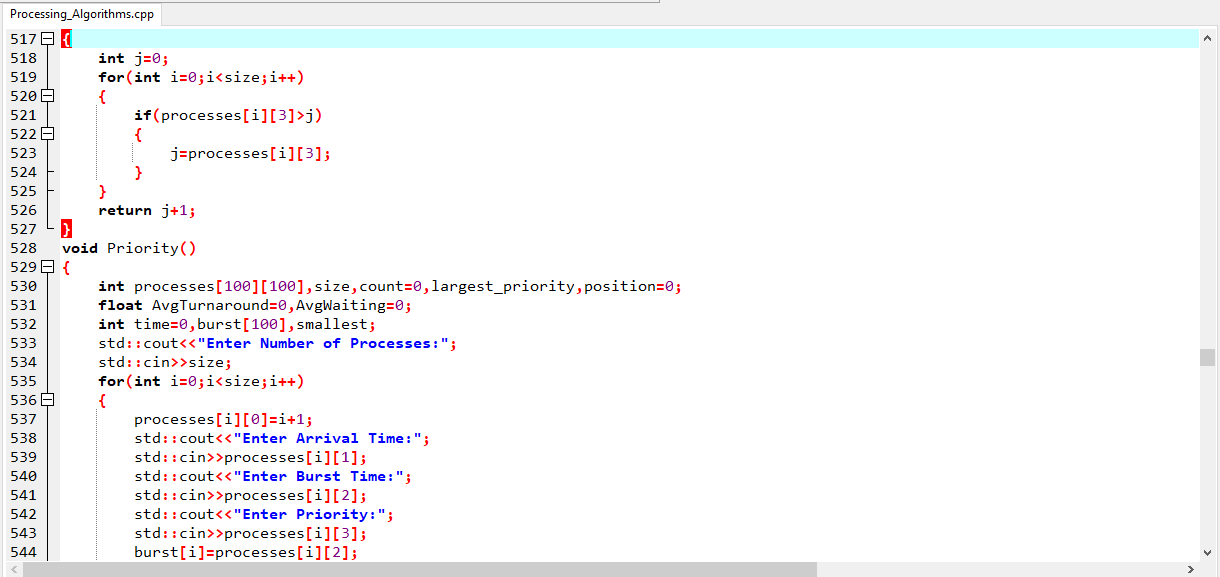 Processing_Algorithms.cpp
517 {
518     int j=0;
519     for(int i=0;i<size;i++)
520     {
521         if(processes[i][3]>j)
522         {
523             j=processes[i][3];
524         }
525     }
526     return j+1;
527 }
528 void Priority()
529 {
530     int processes[100][100],size,count=0,largest_priority,position=0;
531     float AvgTurnaround=0,AvgWaiting=0;
532     int time=0,burst[100],smallest;
533     std::cout<<"Enter Number of Processes:";
534     std::cin>>size;
535     for(int i=0;i<size;i++)
536     {
537         processes[i][0]=i+1;
538         std::cout<<"Enter Arrival Time:";
539         std::cin>>processes[i][1];
540         std::cout<<"Enter Burst Time:";
541         std::cin>>processes[i][2];
542         std::cout<<"Enter Priority:";
543         std::cin>>processes[i][3];
544         burst[i]=processes[i][2];